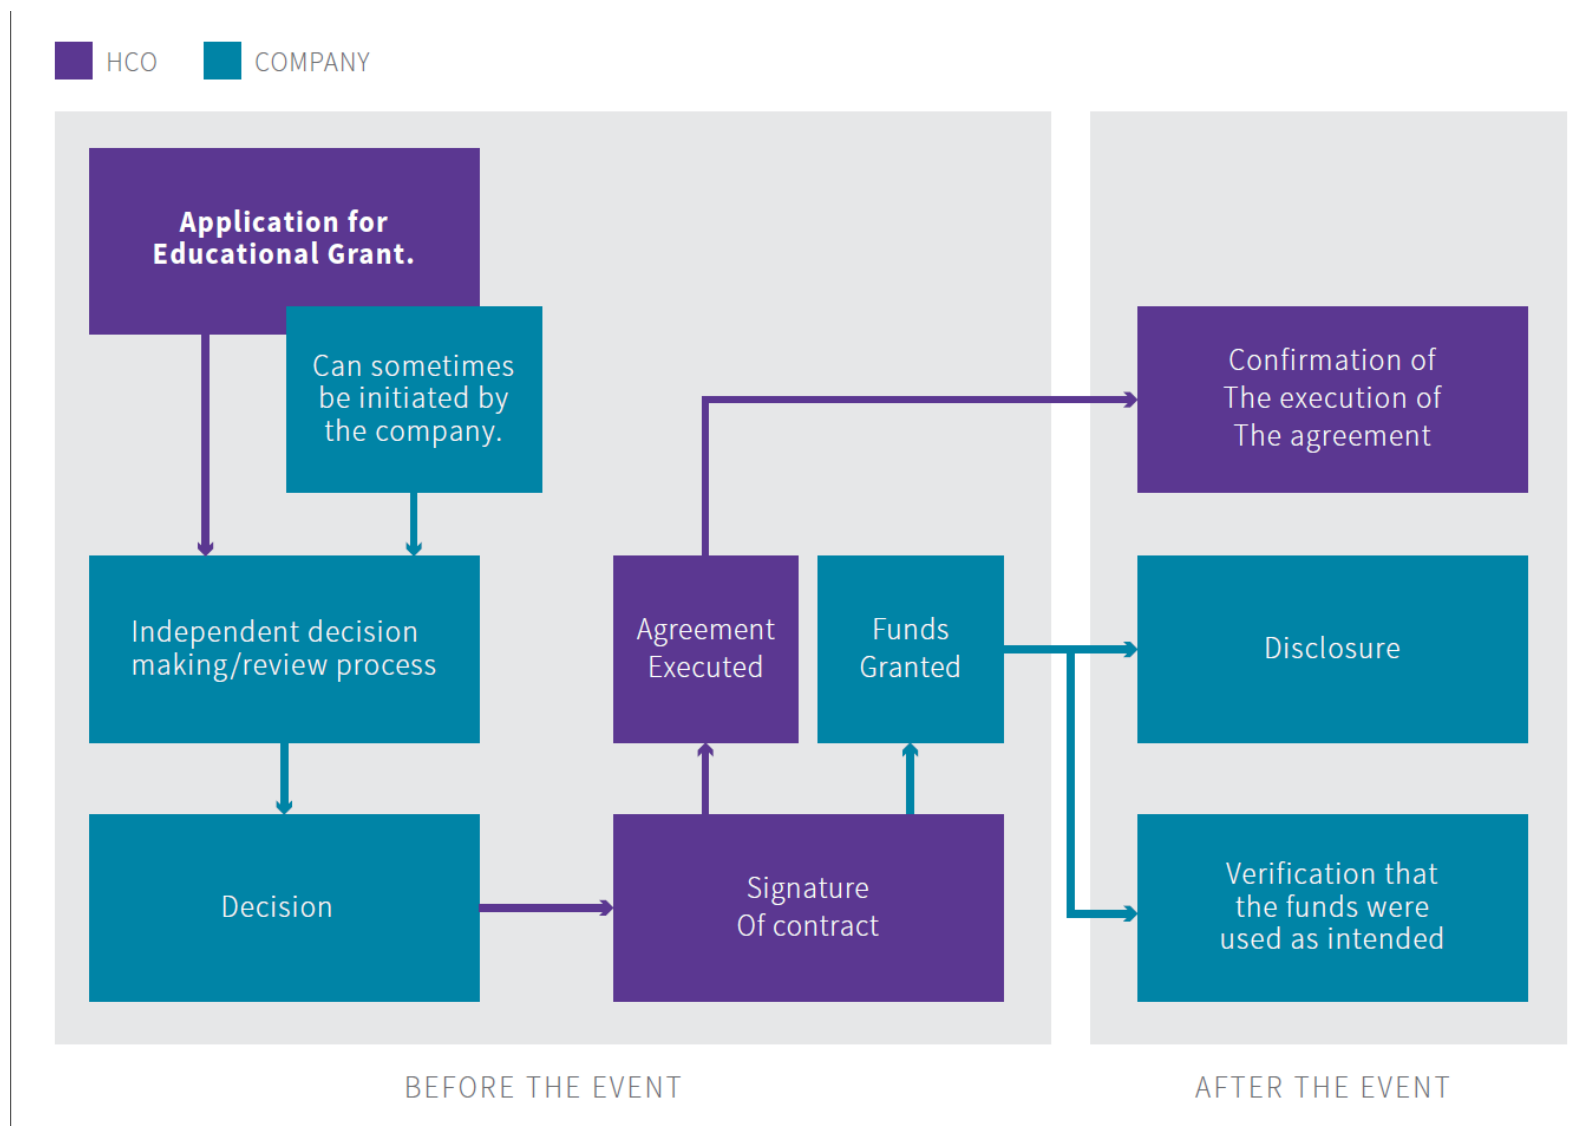 HCO
COMPANY
Application for
Educational Grant.
Can sometimes
be initiated by
the company.
Independent decision
making/review process
Decision
Signature
Of contract
Agreement
Executed
Funds
Granted
Confirmation of
The execution of
The agreement
Disclosure
Verification that
the funds were
used as intended
BEFORE THE EVENT
AFTER THE EVENT